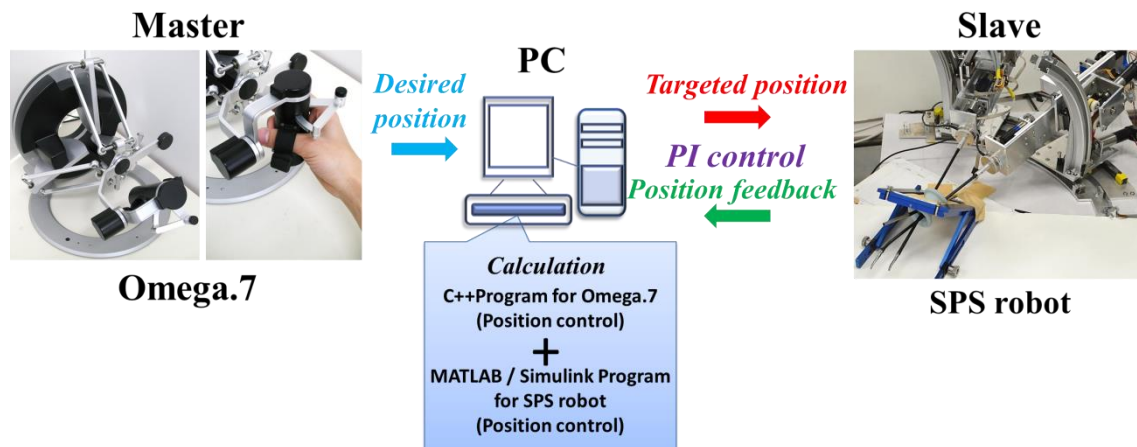 Master
Omega.7
Desired
position
PC
Calculation
C++Program for Omega.7
(Position control)
+
MATLAB / Simulink Program
for SPS robot
(Position control)
Targeted position
PI control
Position feedback
Slave
SPS robot